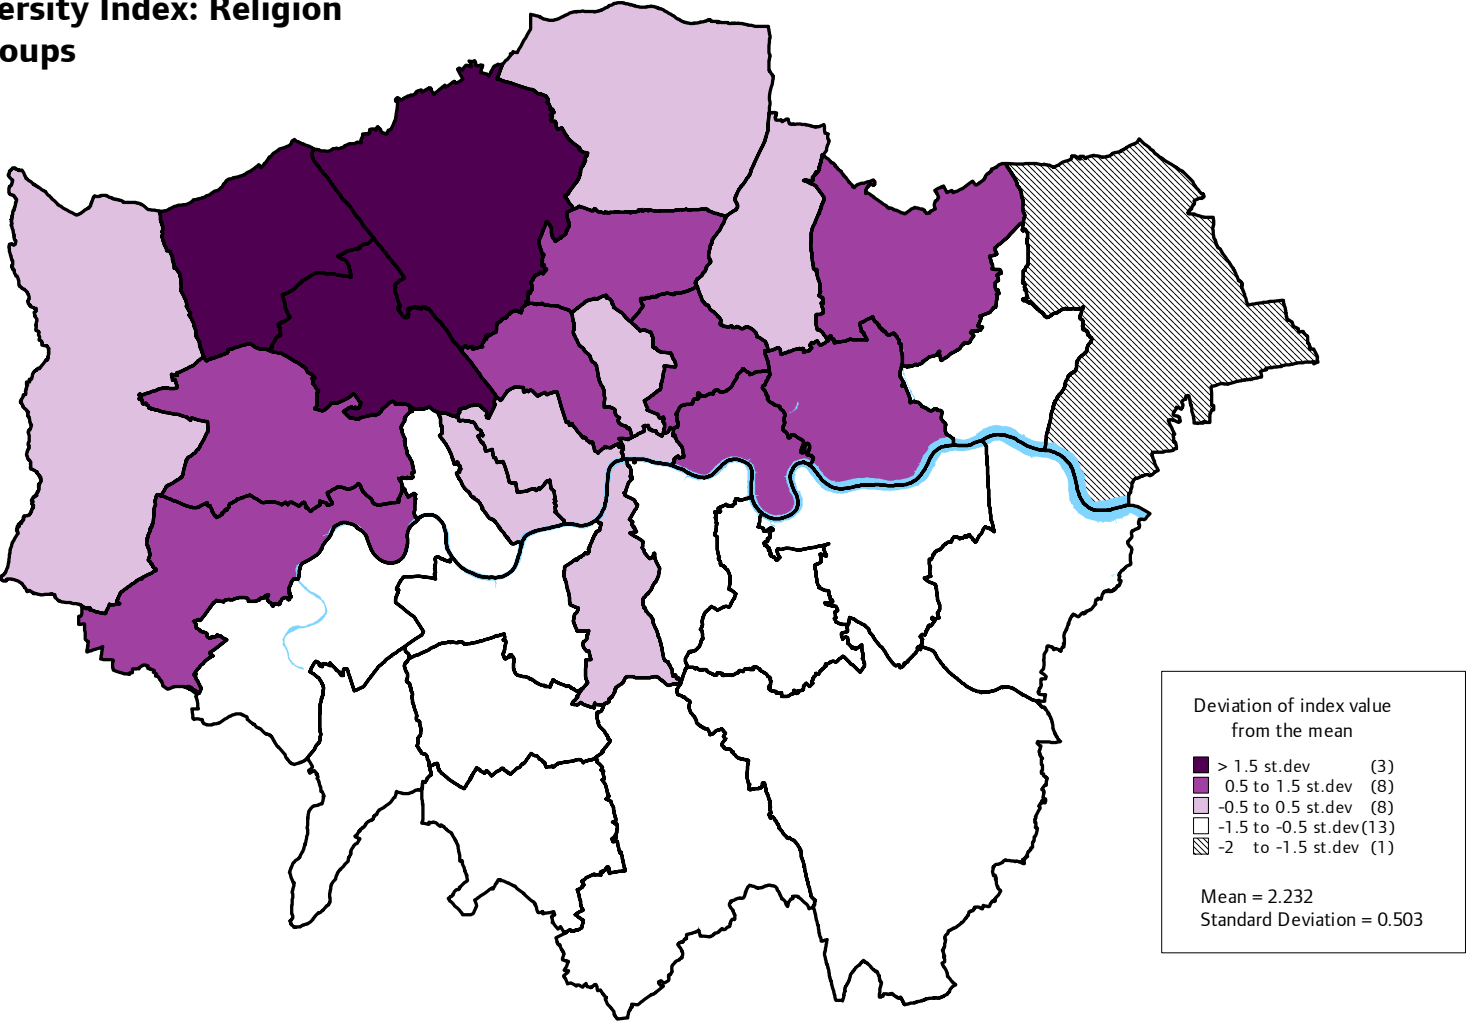 ersity Index: Religion
oups
Deviation of index value
from the mean
> 1.5 st.dev (3)
0.5 to 1.5 st.dev (8)
-0.5 to 0.5 st.dev (8)
-1.5 to -0.5 st.dev (13)
-2 to -1.5 st.dev (1)
Mean = 2.232
Standard Deviation = 0.503